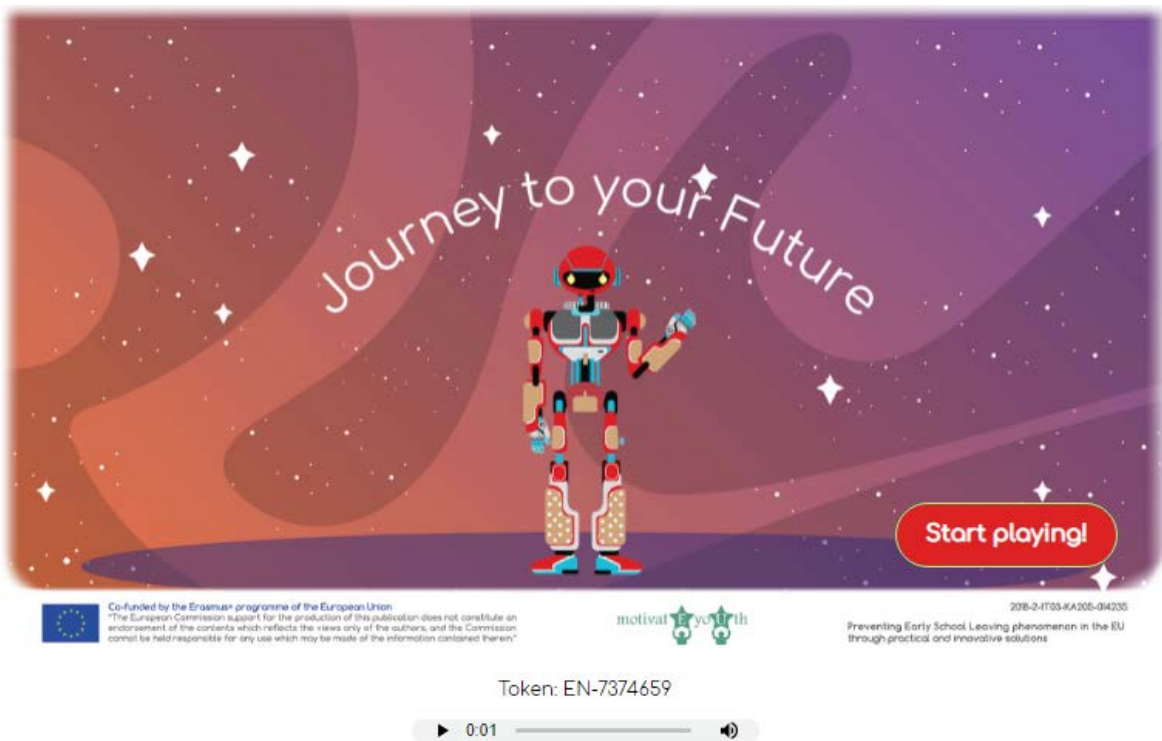 Journey to your Future
Start playing!
Co-funded by the Erasmus+ programme of the European Union
"The European Commission support for the production of this publication does not constitute an
endorsement of the contents which reflects the views only of the authors, and the Commission
cannot be held responsible for any use which may be made of the information contained therein."
motivatEyoUth
2018-2-IT03-KA205-014235
Preventing Early School Leaving phenomenon in the EU
through practical and innovative solutions
Token: EN-7374659
0:01